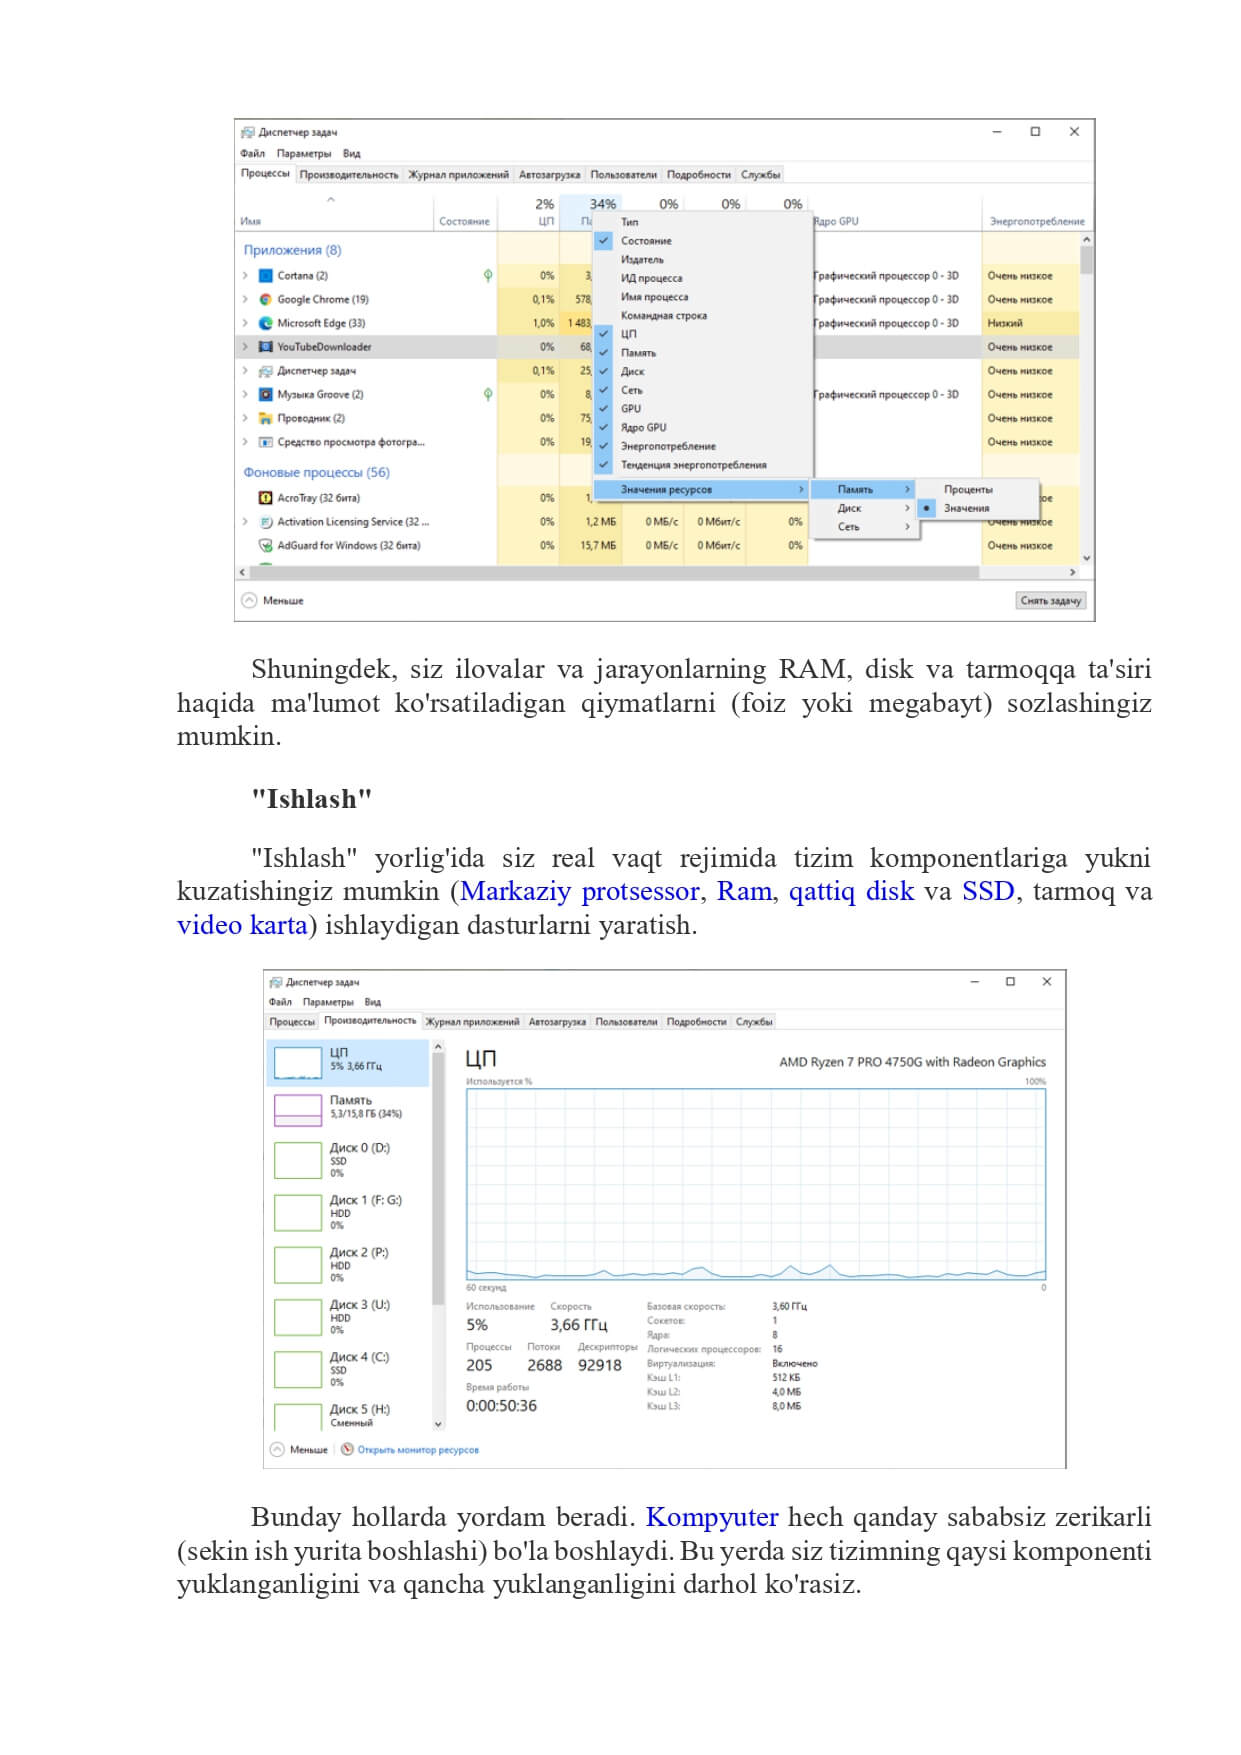 Диспетчер задач
Файл Параметры Вид
Процессы Производительность Журнал приложений Автозагрузка Пользователи Подробности Службы
2% 34% 0% 0% 0%
Имя Состояние ЦП Ядро GPU Энергопотребление
Приложения (8)
Cortana (2) 0% 3, Графический процессор 0 - 3D Очень низкое
Google Chrome (19) 0,1% 578, Графический процессор 0 - 3D Очень низкое
Microsoft Edge (33) 1,0% 1 483, Графический процессор 0 - 3D Низкий
YouTubeDownloader 0% 68, Очень низкое
Диспетчер задач 0,1% 25, Очень низкое
Музыка Groove (2) 0% 8, Графический процессор 0 - 3D Очень низкое
Проводник (2) 0% 75, Очень низкое
Средство просмотра фотогра... 0% 19, Очень низкое
Фоновые процессы (56)
AcroTray (32 бита) 0% 1,
Activation Licensing Service (32 ... 0% 1,2 МБ 0 МБ/с 0 Мбит/с 0% Очень низкое
AdGuard for Windows (32 бита) 0% 15,7 МБ 0 МБ/с 0 Мбит/с 0% Очень низкое
Тип
Состояние
Издатель
ИД процесса
Имя процесса
Командная строка
ЦП
Память
Диск
Сеть
GPU
Ядро GPU
Энергопотребление
Тенденция энергопотребления
Значения ресурсов
Память
Диск
Сеть
Проценты
Значения
Меньше Снять задачу
Shuningdek, siz ilovalar va jarayonlarning RAM, disk va tarmoqqa ta'siri
haqida ma'lumot ko'rsatiladigan qiymatlarni (foiz yoki megabayt) sozlashingiz
mumkin.
"Ishlash"
"Ishlash" yorlig'ida siz real vaqt rejimida tizim komponentlariga yukni
kuzatishingiz mumkin (Markaziy protsessor, Ram, qattiq disk va SSD, tarmoq va
video karta) ishlaydigan dasturlarni yaratish.
Диспетчер задач
Файл Параметры Вид
Процессы Производительность Журнал приложений Автозагрузка Пользователи Подробности Службы
ЦП
5% 3,66 ГГц
Память
5,3/15,8 ГБ (34%)
Диск 0 (D:)
SSD
0%
Диск 1 (F: G:)
HDD
0%
Диск 2 (P:)
HDD
0%
Диск 3 (U:)
HDD
0%
Диск 4 (C:)
SSD
0%
Диск 5 (H:)
Сменный
ЦП AMD Ryzen 7 PRO 4750G with Radeon Graphics
Используется % 100%
60 секунд 0
Использование Скорость
5% 3,66 ГГц
Процессы Потоки Дескрипторы
205 2688 92918
Время работы
0:00:50:36
Базовая скорость: 3,60 ГГц
Сокетов: 1
Ядра: 8
Логических процессоров: 16
Виртуализация: Включено
Кэш L1: 512 КБ
Кэш L2: 4,0 МБ
Кэш L3: 8,0 МБ
Меньше Открыть монитор ресурсов
Bunday hollarda yordam beradi. Kompyuter hech qanday sababsiz zerikarli
(sekin ish yurita boshlashi) bo'la boshlaydi. Bu yerda siz tizimning qaysi komponenti
yuklanganligini va qancha yuklanganligini darhol ko'rasiz.